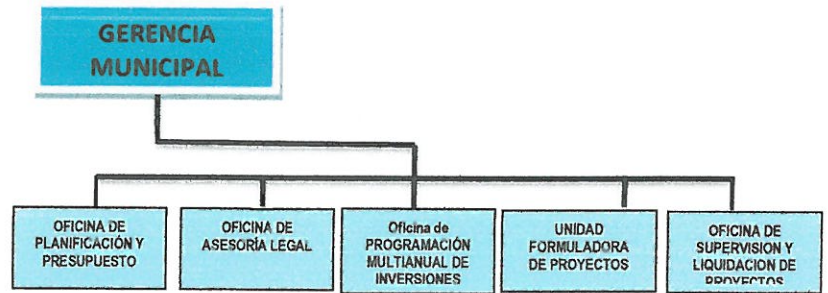 GERENCIA
MUNICIPAL
OFICINA DE
PLANIFICACIÓN Y
PRESUPUESTO
OFICINA DE
ASESORÍA LEGAL
Oficina de
PROGRAMACIÓN
MULTIANUAL DE
INVERSIONES
UNIDAD
FORMULADORA
DE PROYECTOS
OFICINA DE
SUPERVISION Y
LIQUIDACION DE
PROYECTOS